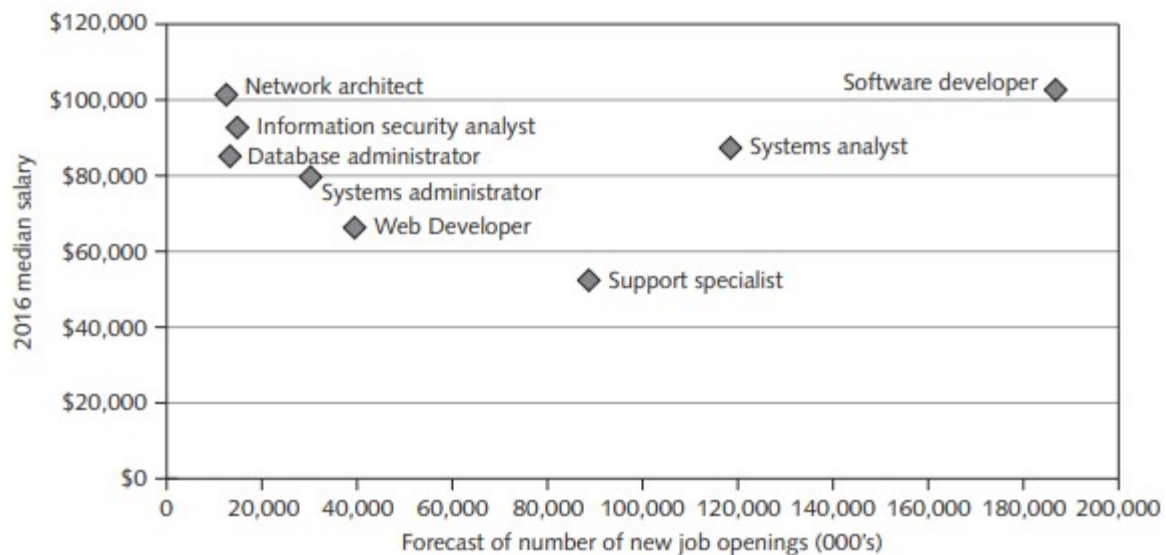 $120,000
Network architect
Software developer
$100,000
Information security analyst
Systems analyst
Database administrator
$80,000
Systems administrator
Web Developer
$60,000
Support specialist
$40,000
$20,000
$0
2016 median salary
0 20,000 40,000 60,000 80,000 100,000 120,000 140,000 160,000 180,000 200,000
Forecast of number of new job openings (000's)